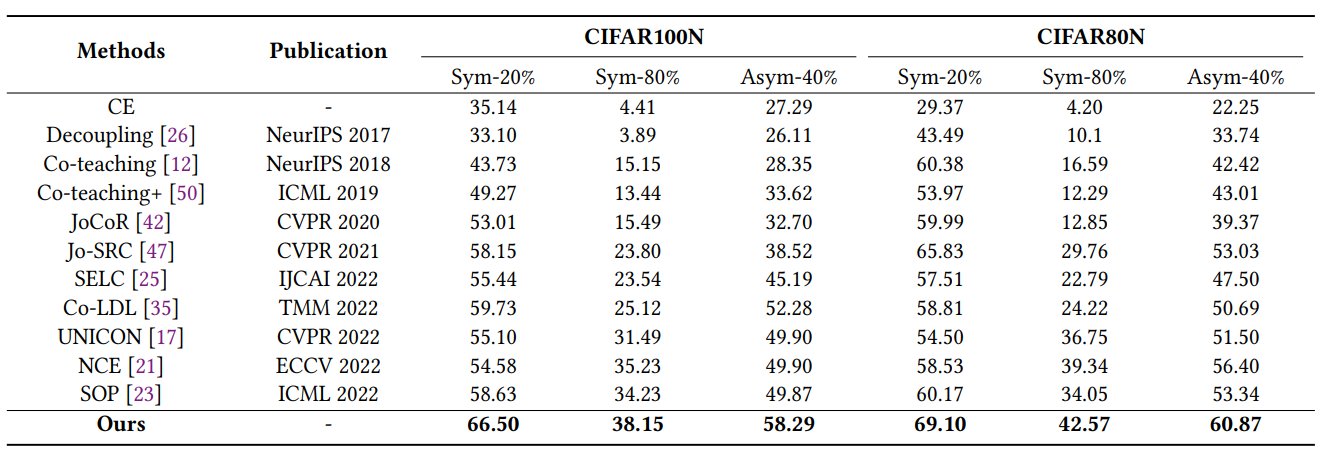 Methods Publication CIFAR100N CIFAR80N
Sym-20% Sym-80% Asym-40% Sym-20% Sym-80% Asym-40%
CE - 35.14 4.41 27.29 29.37 4.20 22.25
Decoupling [26] NeurIPS 2017 33.10 3.89 26.11 43.49 10.1 33.74
Co-teaching [12] NeurIPS 2018 43.73 15.15 28.35 60.38 16.59 42.42
Co-teaching+ [50] ICML 2019 49.27 13.44 33.62 53.97 12.29 43.01
JoCoR [42] CVPR 2020 53.01 15.49 32.70 59.99 12.85 39.37
Jo-SRC [47] CVPR 2021 58.15 23.80 38.52 65.83 29.76 53.03
SELC [25] IJCAI 2022 55.44 23.54 45.19 57.51 22.79 47.50
Co-LDL [35] TMM 2022 59.73 25.12 52.28 58.81 24.22 50.69
UNICON [17] CVPR 2022 55.10 31.49 49.90 54.50 36.75 51.50
NCE [21] ECCV 2022 54.58 35.23 49.90 58.53 39.34 56.40
SOP [23] ICML 2022 58.63 34.23 49.87 60.17 34.05 53.34
Ours - 66.50 38.15 58.29 69.10 42.57 60.87